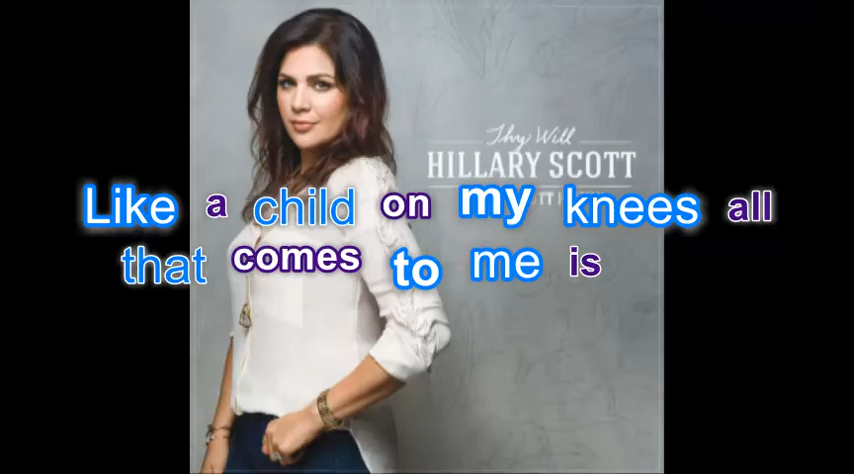 Thy Will
HILLARY SCOTT
Like a child on my knees all
that comes to me is